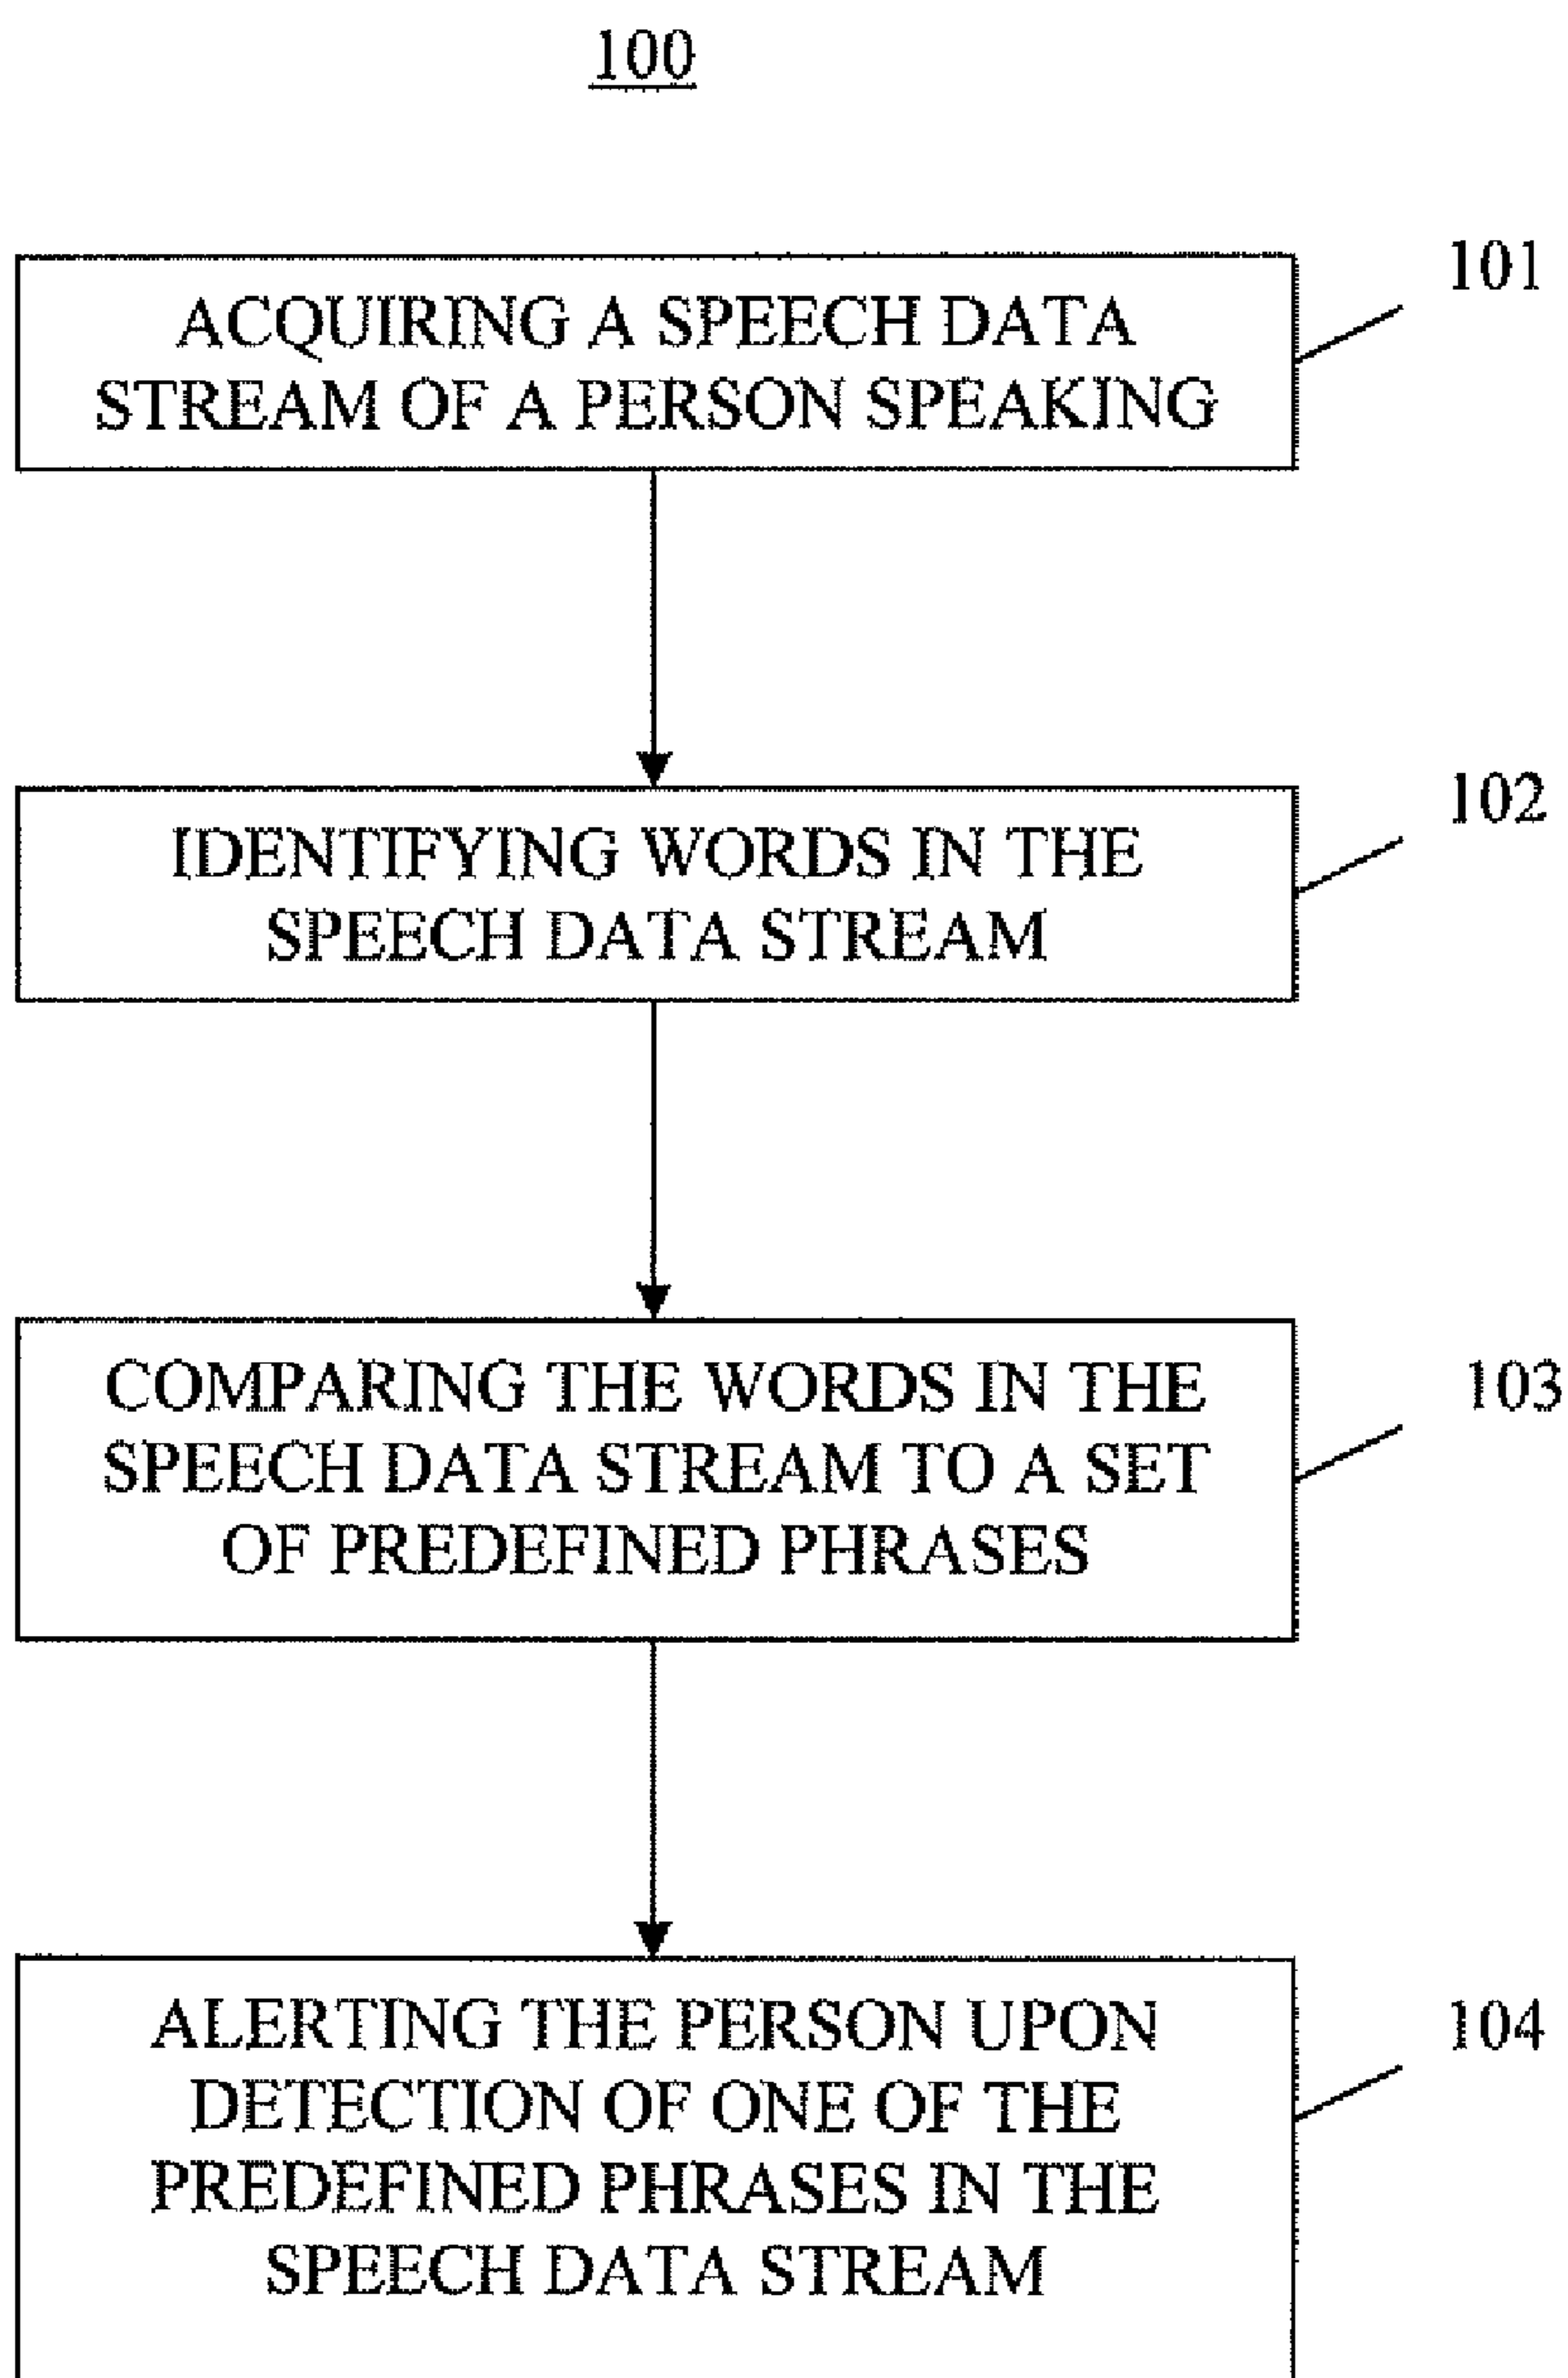 100
101
ACQUIRING A SPEECH DATA
STREAM OF A PERSON SPEAKING
102
IDENTIFYING WORDS IN THE
SPEECH DATA STREAM
103
COMPARING THE WORDS IN THE
SPEECH DATA STREAM TO A SET
OF PREDEFINED PHRASES
104
ALERTING THE PERSON UPON
DETECTION OF ONE OF THE
PREDEFINED PHRASES IN THE
SPEECH DATA STREAM